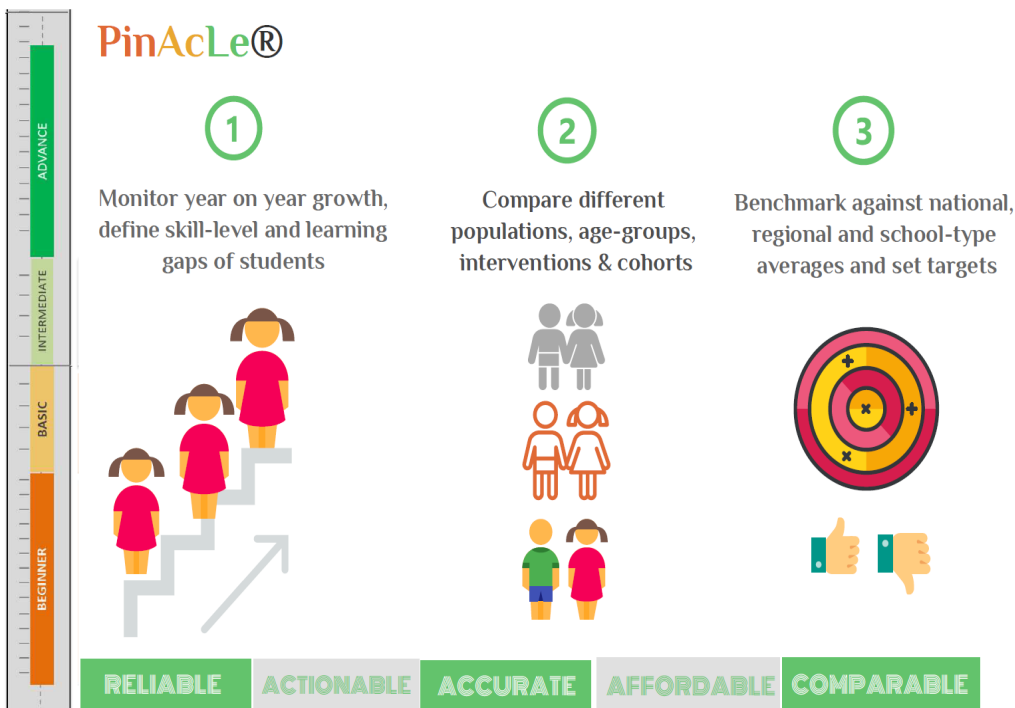 PinAcLe®
1
Monitor year on year growth,
define skill-level and learning
gaps of students
2
Compare different
populations, age-groups,
interventions & cohorts
3
Benchmark against national,
regional and school-type
averages and set targets
ADVANCE
INTERMEDIATE
BASIC
BEGINNER
RELIABLE ACTIONABLE ACCURATE AFFORDABLE COMPARABLE